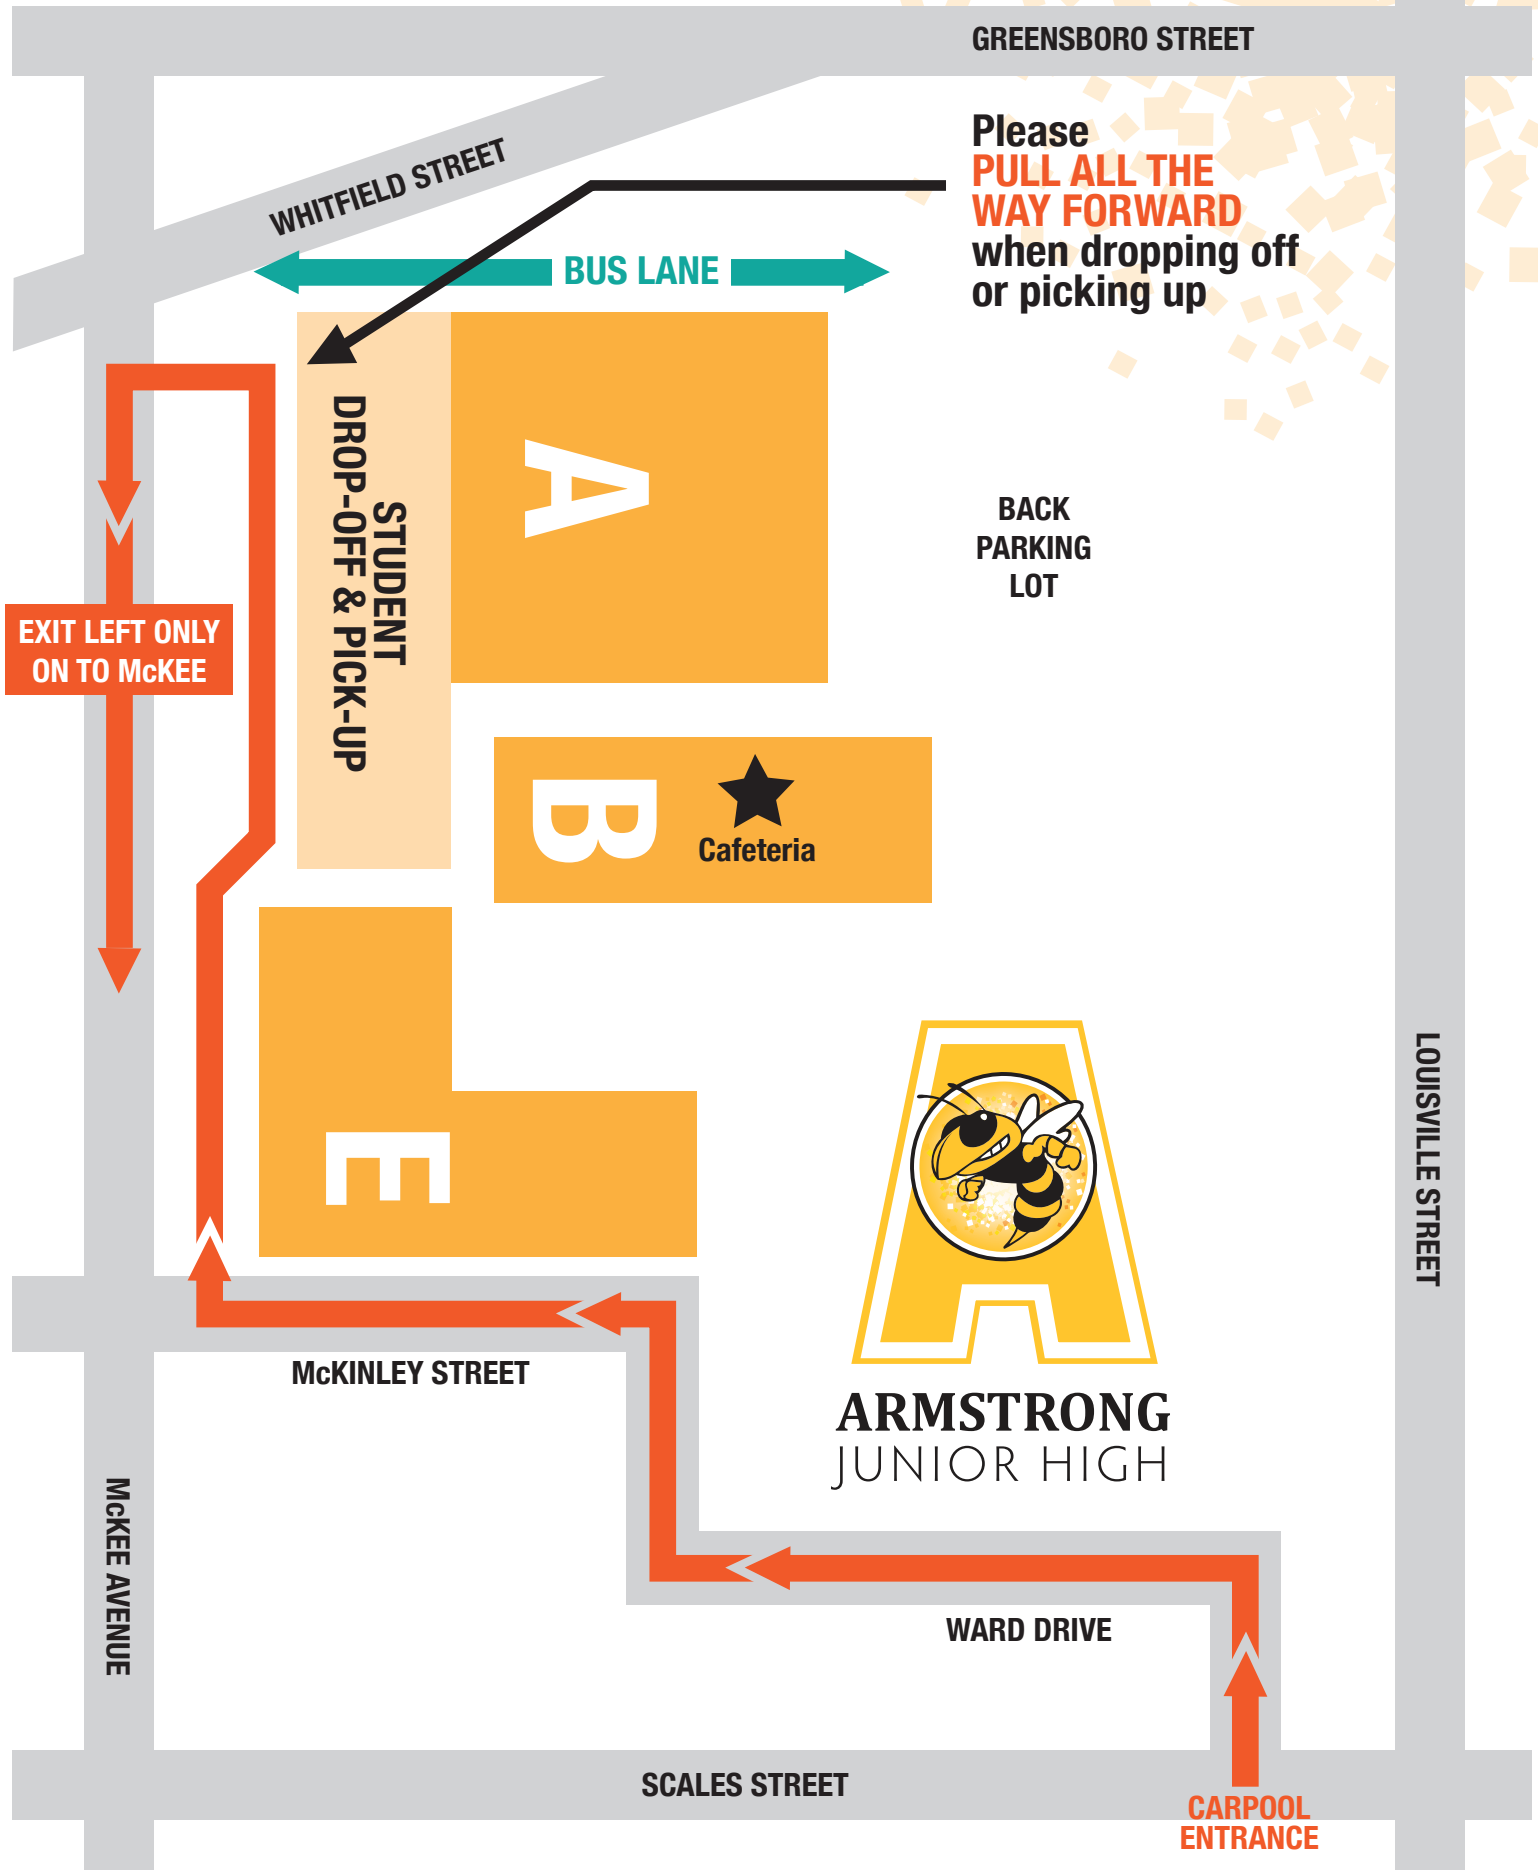 GREENSBORO STREET
WHITFIELD STREET
Please
PULL ALL THE
WAY FORWARD
when dropping off
or picking up
BUS LANE
A
STUDENT
DROP-OFF & PICK-UP
BACK
PARKING
LOT
EXIT LEFT ONLY
ON TO McKEE
B
Cafeteria
E
LOUISVILLE STREET
McKINLEY STREET
ARMSTRONG
JUNIOR HIGH
McKEE AVENUE
WARD DRIVE
SCALES STREET
CARPOOL
ENTRANCE